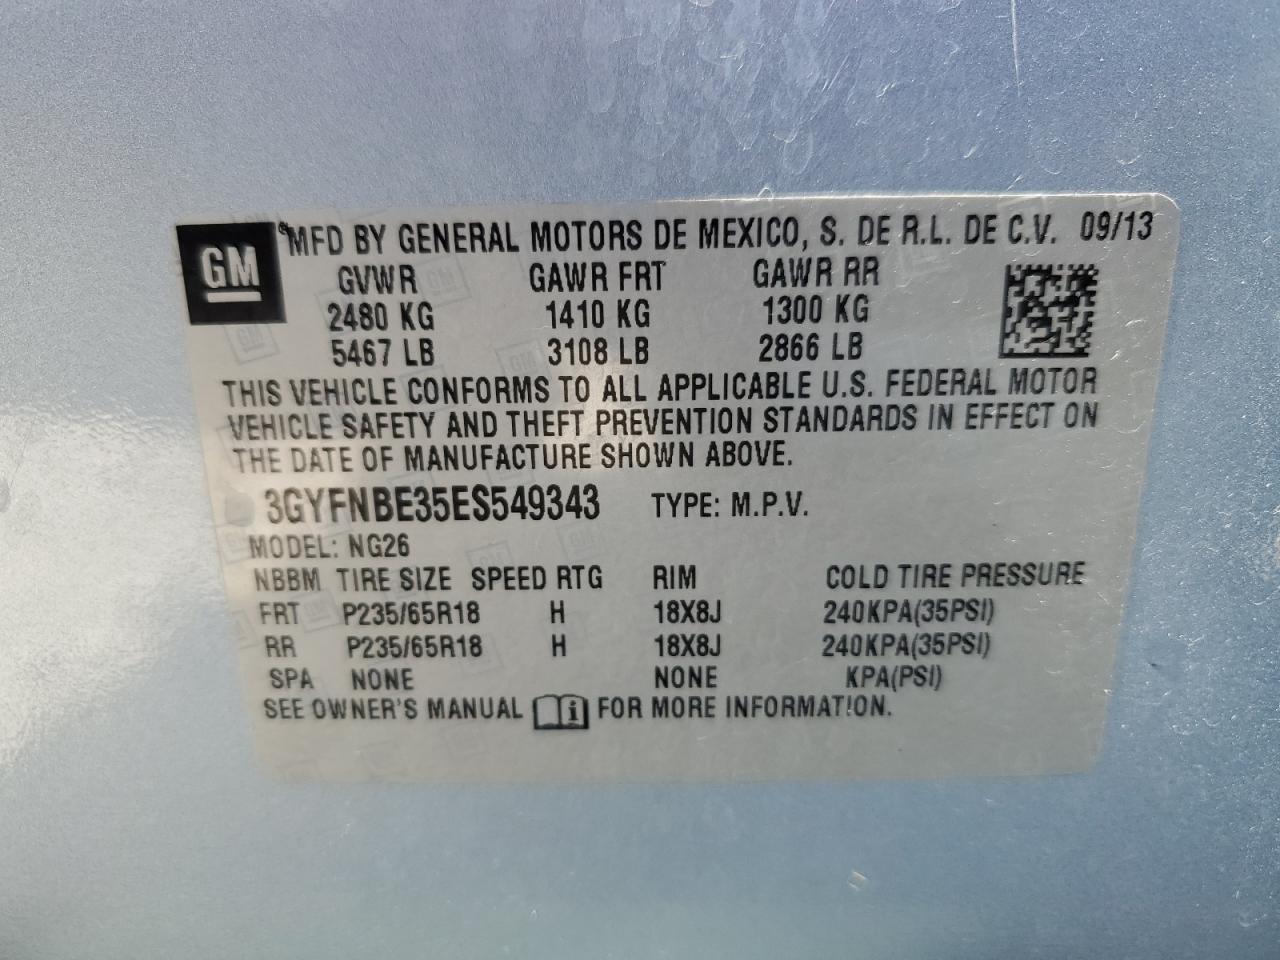 GM
MFD BY GENERAL MOTORS DE MEXICO, S. DE R.L. DE C.V. 09/13
GVWR GAWR FRT GAWR RR
2480 KG 1410 KG 1300 KG
5467 LB 3108 LB 2866 LB
THIS VEHICLE CONFORMS TO ALL APPLICABLE U.S. FEDERAL MOTOR
VEHICLE SAFETY AND THEFT PREVENTION STANDARDS IN EFFECT ON
THE DATE OF MANUFACTURE SHOWN ABOVE.
3GYFNBE35ES549343 TYPE: M.P.V.
MODEL: NG26
NBBM TIRE SIZE SPEED RTG RIM COLD TIRE PRESSURE
FRT P235/65R18 H 18X8J 240KPA(35PSI)
RR P235/65R18 H 18X8J 240KPA(35PSI)
SPA NONE NONE KPA(PSI)
SEE OWNER'S MANUAL i FOR MORE INFORMATION.